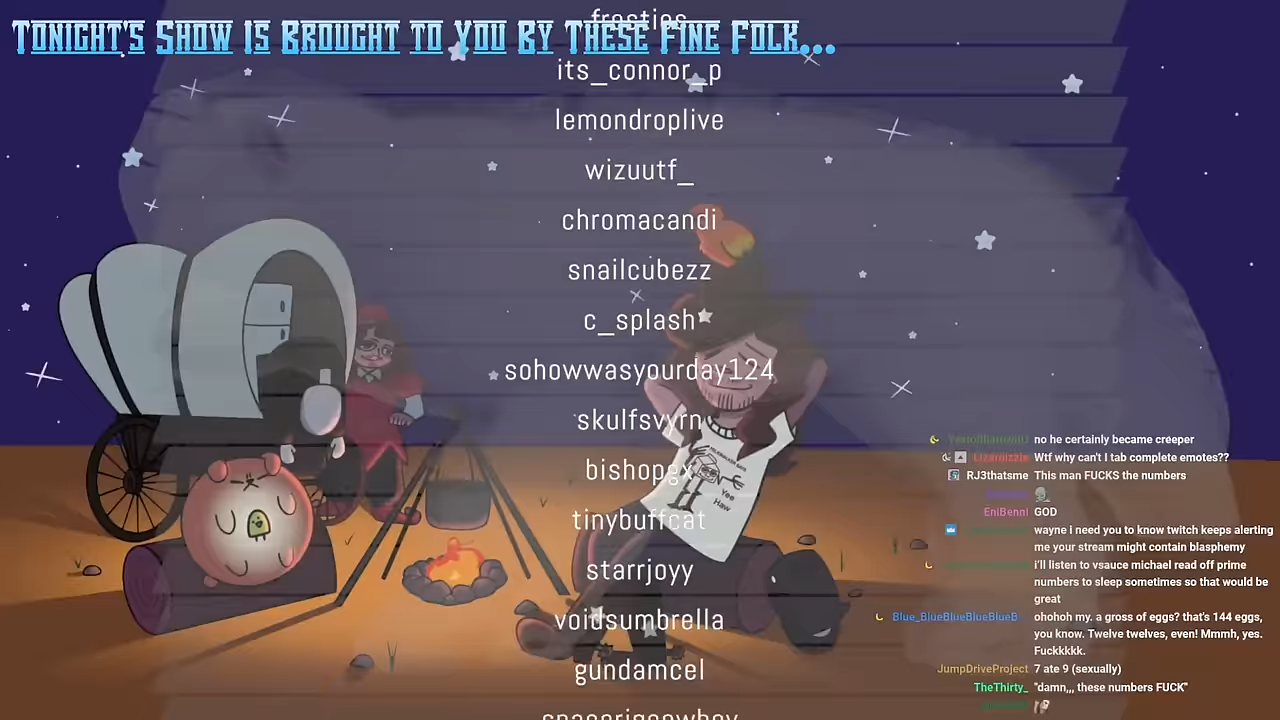 frosties
TONIGHT'S SHOW IS BROUGHT TO YOU BY THESE FINE FOLK...
its_connor_p
lemondroplive
wizuutf_
chromacandi
snailcubezz
c_splash
sohowwasyourday124
skulfsvyrn
bishopgx
tinybuffcat
starrjoyy
voidsumbrella
gundamcel
Yee
Haw
no he certainly became creeper
Wtf why can't I tab complete emotes??
RJ3thatsme This man FUCKS the numbers
EniBenni GOD
wayne i need you to know twitch keeps alerting
me your stream might contain blasphemy
i'll listen to vsauce michael read off prime
numbers to sleep sometimes so that would be
great
Blue_BlueBlueBlueBlueB ohohoh my. a gross of eggs? that's 144 eggs,
you know. Twelve twelves, even! Mmmh, yes.
Fuckkkkk.
JumpDriveProject 7 ate 9 (sexually)
TheThirty_ "damn,,, these numbers FUCK"